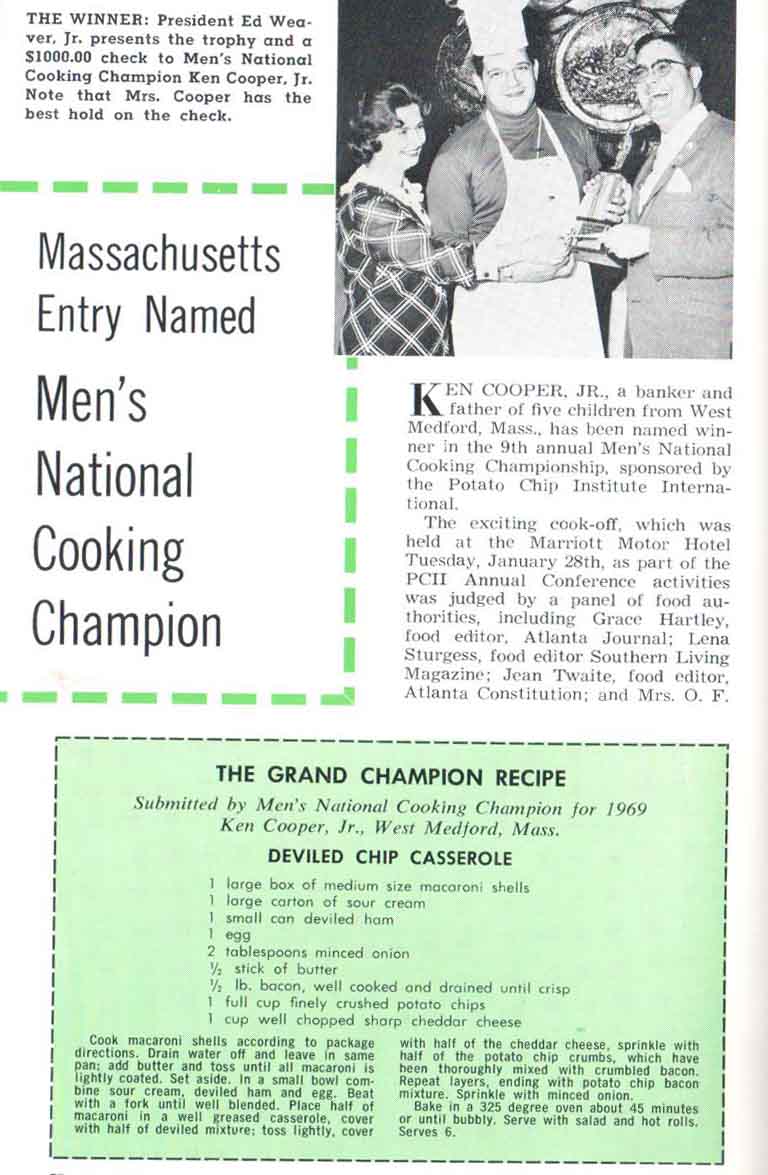 THE WINNER: President Ed Wea-
ver, Jr. presents the trophy and a
$1000.00 check to Men's National
Cooking Champion Ken Cooper, Jr.
Note that Mrs. Cooper has the
best hold on the check.
Massachusetts
Entry Named
Men's
National
Cooking
Champion
KEN COOPER, JR., a banker and
father of five children from West
Medford, Mass., has been named win-
ner in the 9th annual Men's National
Cooking Championship, sponsored by
the Potato Chip Institute Interna-
tional.
The exciting cook-off, which was
held at the Marriott Motor Hotel
Tuesday, January 28th, as part of the
PCII Annual Conference activities
was judged by a panel of food au-
thorities, including Grace Hartley,
food editor, Atlanta Journal; Lena
Sturgess, food editor Southern Living
Magazine; Jean Twaite, food editor,
Atlanta Constitution; and Mrs. O. F.
THE GRAND CHAMPION RECIPE
Submitted by Men's National Cooking Champion for 1969
Ken Cooper, Jr., West Medford, Mass.
DEVILED CHIP CASSEROLE
1 large box of medium size macaroni shells
1 large carton of sour cream
1 small can deviled ham
1 egg
2 tablespoons minced onion
½ stick of butter
½ lb. bacon, well cooked and drained until crisp
1 full cup finely crushed potato chips
1 cup well chopped sharp cheddar cheese
Cook macaroni shells according to package
directions. Drain water off and leave in same
pan; add butter and toss until all macaroni is
lightly coated. Set aside. In a small bowl com-
bine sour cream, deviled ham and egg. Beat
with a fork until well blended. Place half of
macaroni in a well greased casserole, cover
with half of deviled mixture; toss lightly, cover
with half of the cheddar cheese, sprinkle with
half of the potato chip crumbs, which have
been thoroughly mixed with crumbled bacon.
Repeat layers, ending with potato chip bacon
mixture. Sprinkle with minced onion.
Bake in a 325 degree oven about 45 minutes
or until bubbly. Serve with salad and hot rolls.
Serves 6.